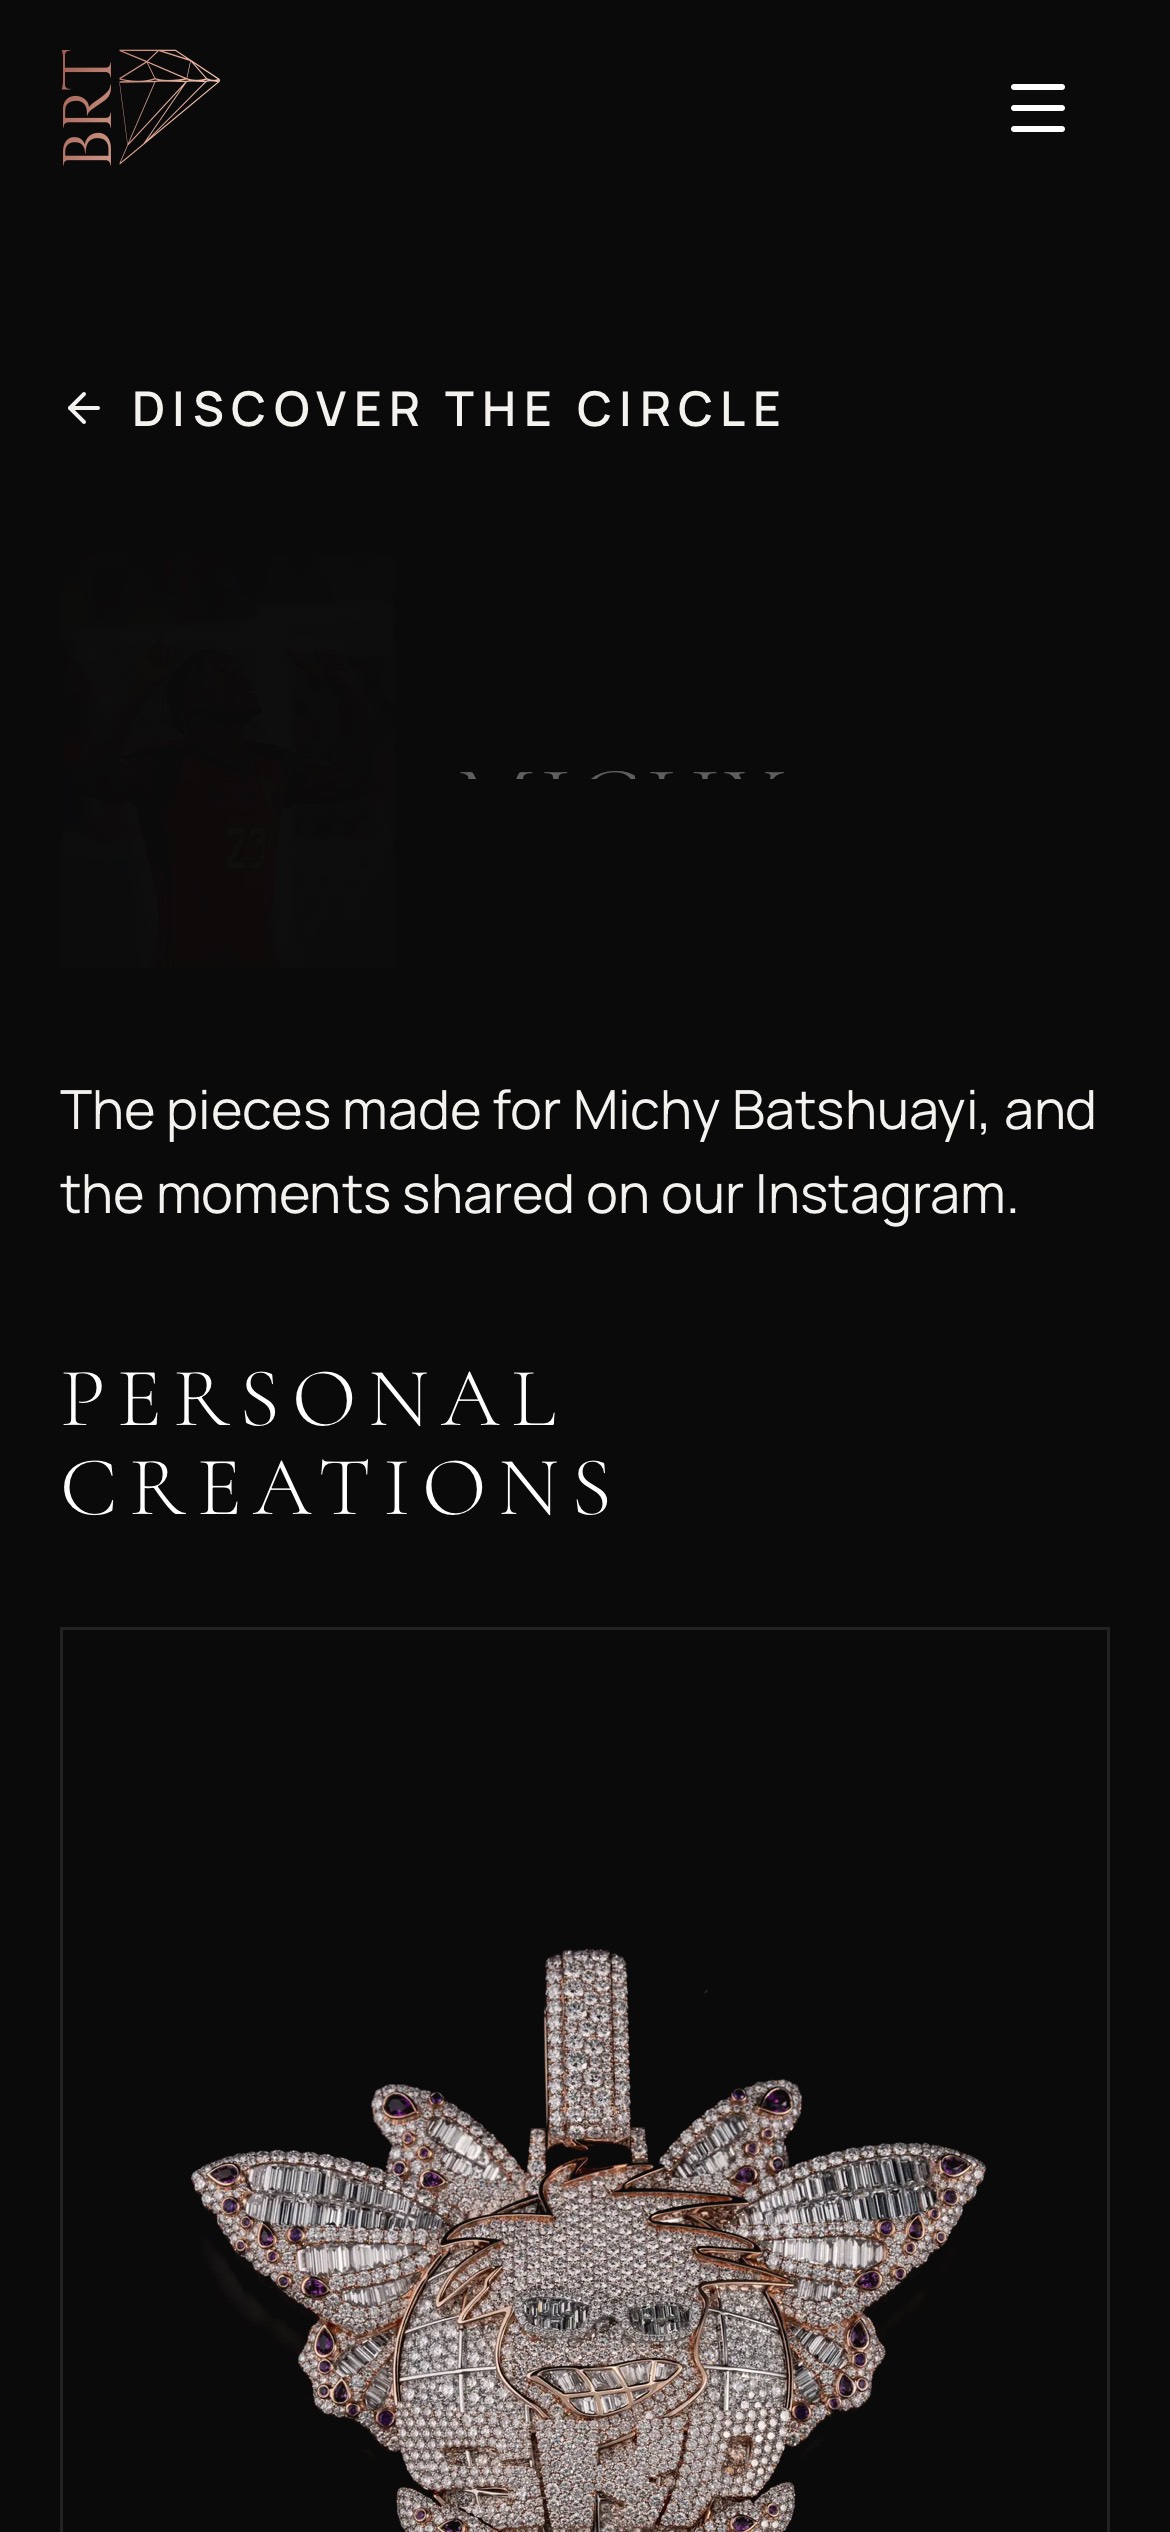 BRT
DISCOVER THE CIRCLE
MICHY
The pieces made for Michy Batshuayi, and
the moments shared on our Instagram.
PERSONAL
CREATIONS